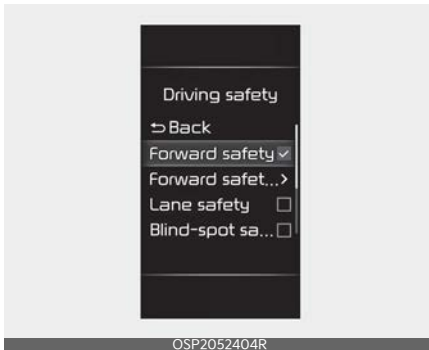 Driving safety
Back
Forward safety
Forward safet...
Lane safety
Blind-spot sa...
OSP2052404R